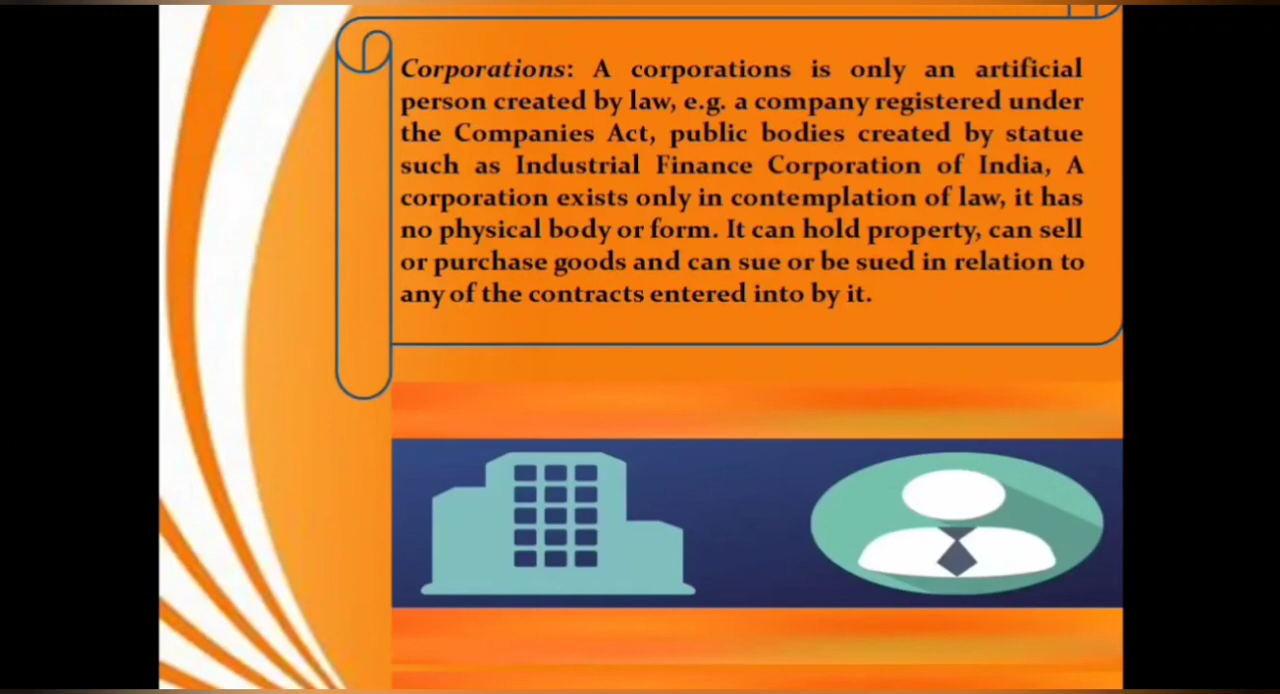 Corporations: A corporations is only an artificial
person created by law, e.g. a company registered under
the Companies Act, public bodies created by statue
such as Industrial Finance Corporation of India, A
corporation exists only in contemplation of law, it has
no physical body or form. It can hold property, can sell
or purchase goods and can sue or be sued in relation to
any of the contracts entered into by it.